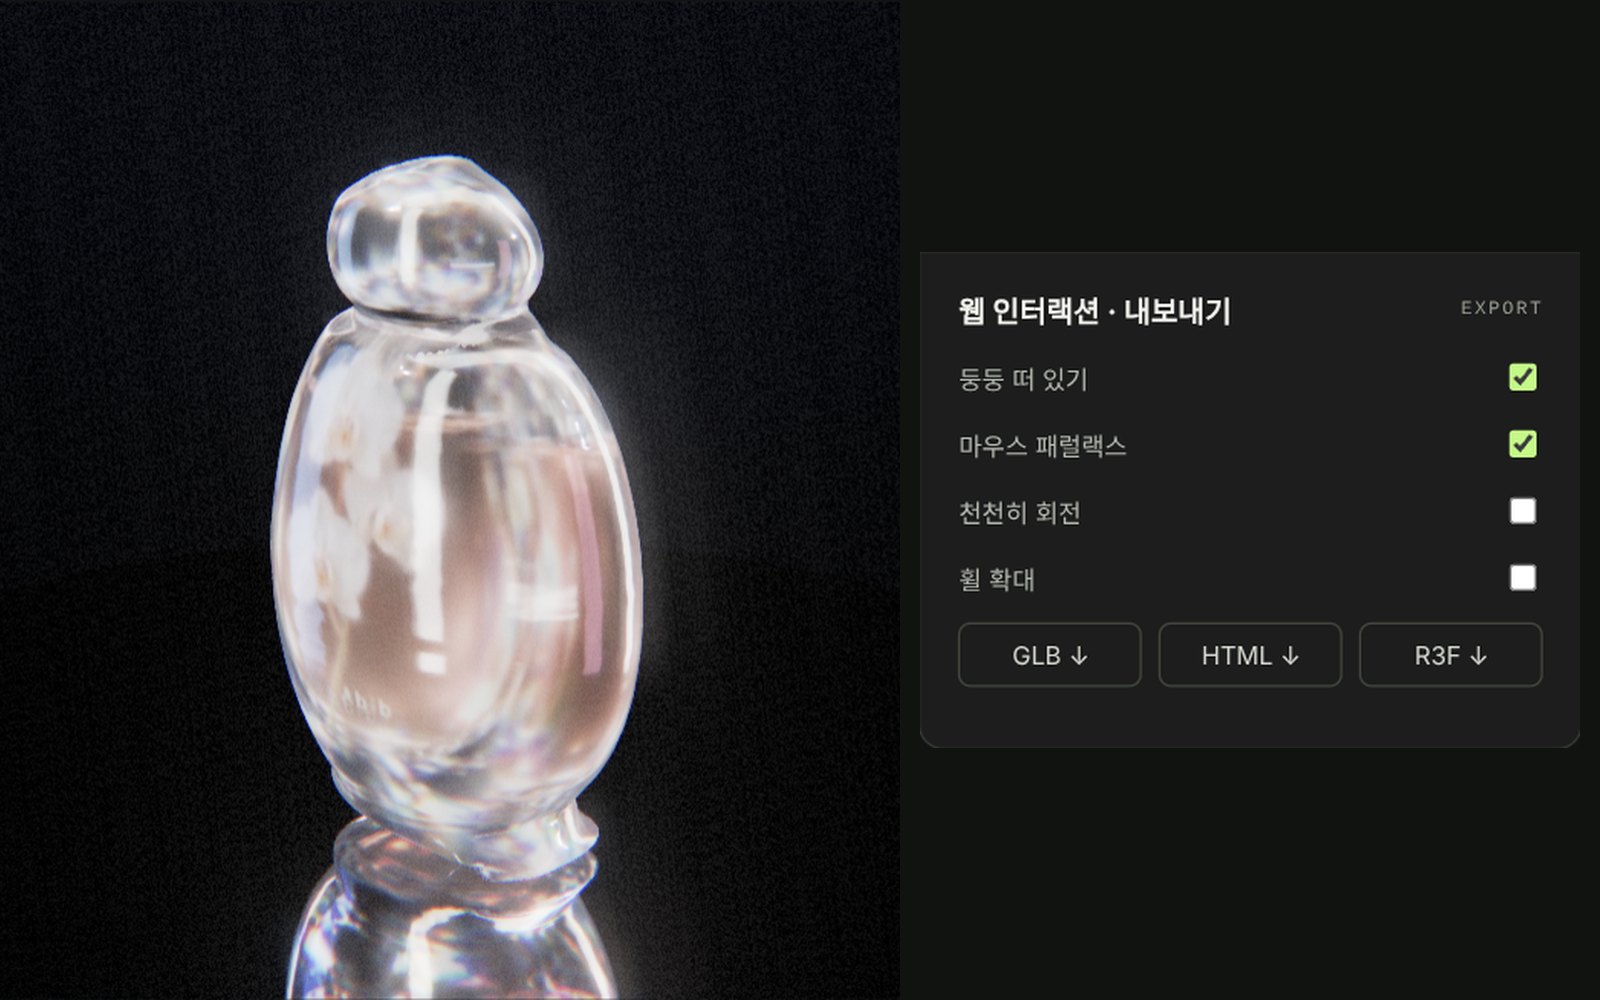 웹 인터랙션 · 내보내기
EXPORT
둥둥 떠 있기
마우스 패럴랙스
천천히 회전
휠 확대
GLB ↓
HTML ↓
R3F ↓